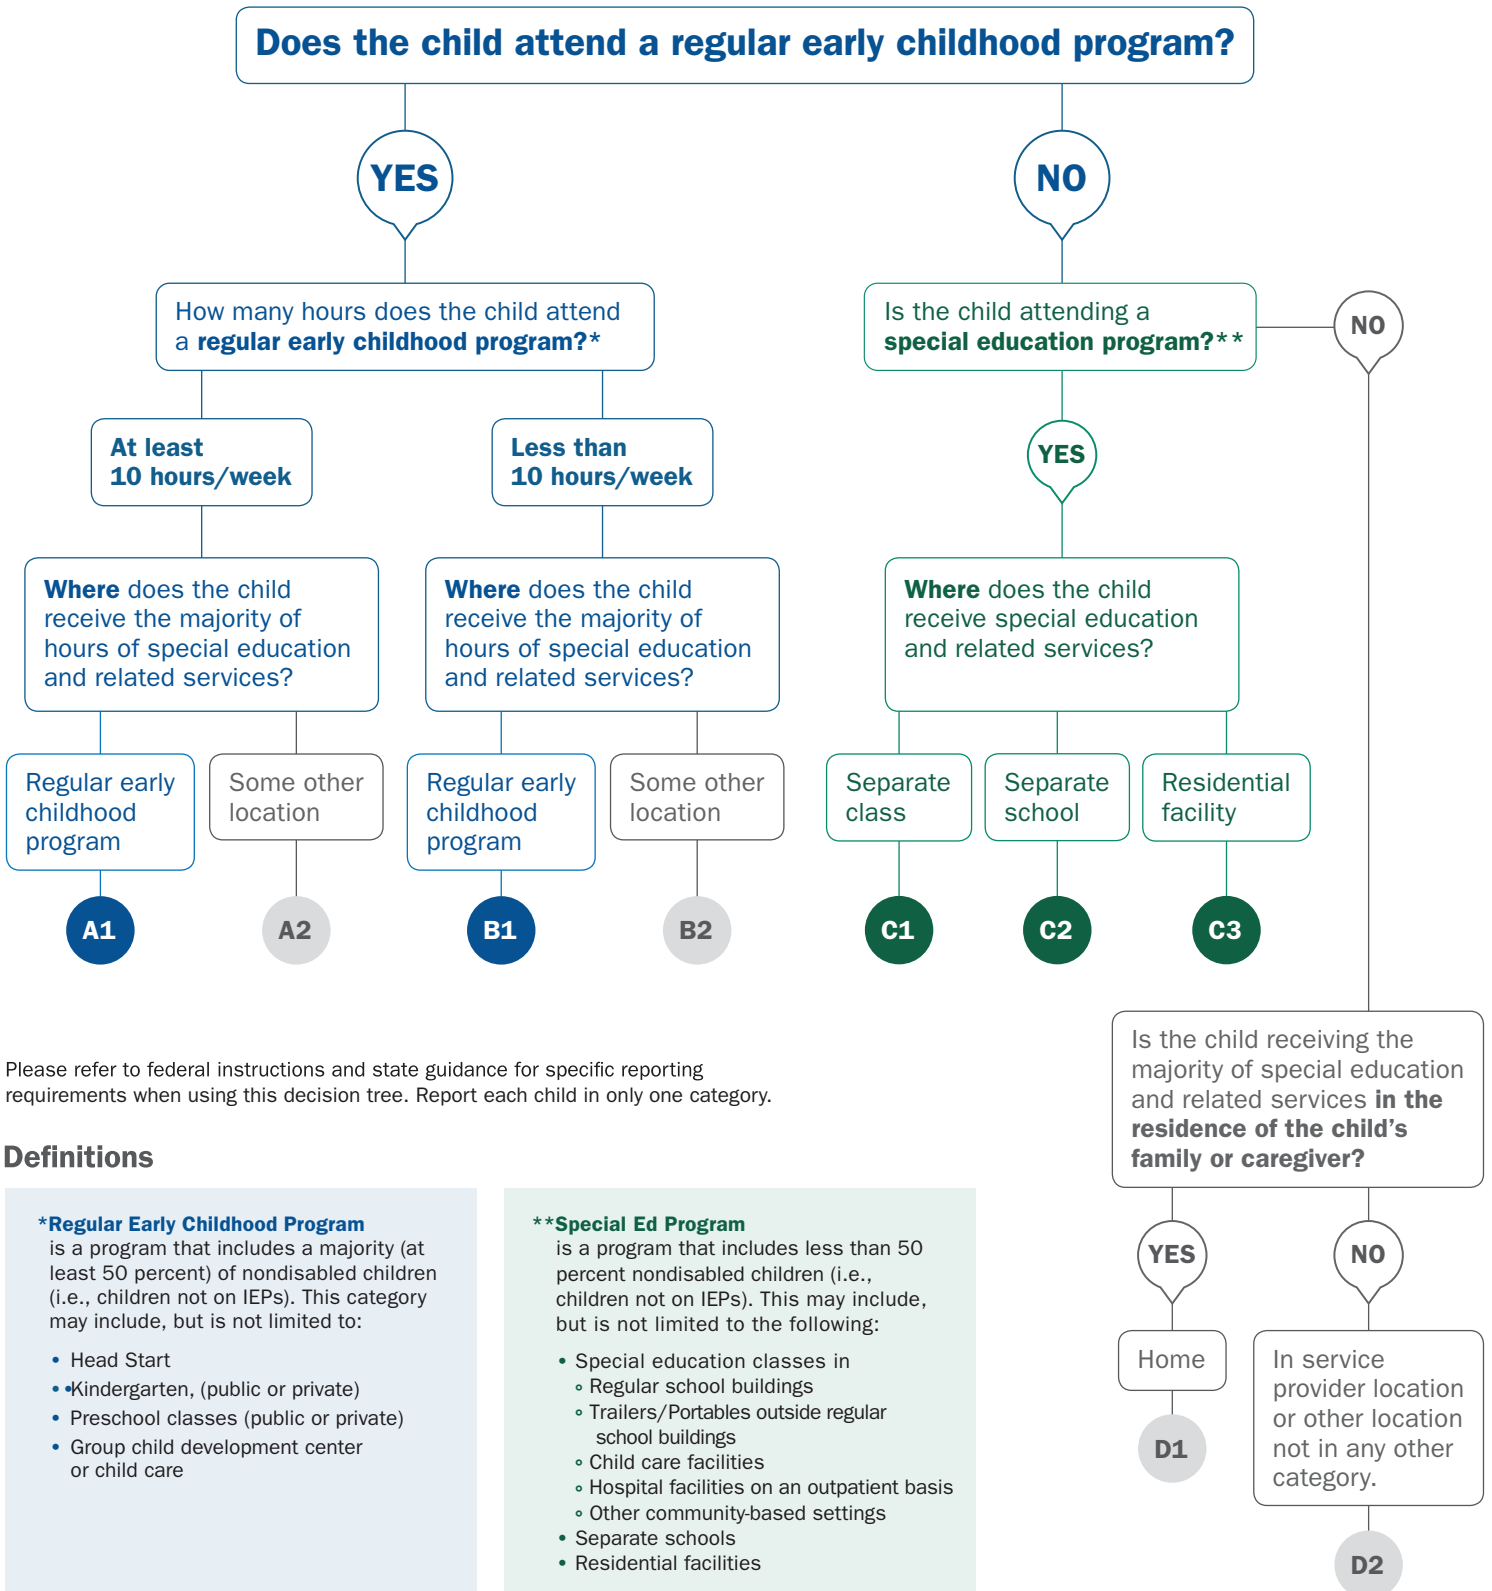 Does the child attend a regular early childhood program?
YES
NO
How many hours does the child attend
a regular early childhood program?*
Is the child attending a
special education program?**
NO
At least
10 hours/week
Less than
10 hours/week
YES
Where does the child
receive the majority of
hours of special education
and related services?
Where does the child
receive the majority of
hours of special education
and related services?
Where does the child
receive special education
and related services?
Regular early
childhood
program
Some other
location
Regular early
childhood
program
Some other
location
Separate
class
Separate
school
Residential
facility
A1
A2
B1
B2
C1
C2
C3
Is the child receiving the
majority of special education
and related services in the
residence of the child's
family or caregiver?
YES
NO
Home
In service
provider location
or other location
not in any other
category.
D1
D2
Please refer to federal instructions and state guidance for specific reporting
requirements when using this decision tree. Report each child in only one category.
Definitions
*Regular Early Childhood Program
is a program that includes a majority (at
least 50 percent) of nondisabled children
(i.e., children not on IEPs). This category
may include, but is not limited to:
• Head Start
• •Kindergarten, (public or private)
• Preschool classes (public or private)
• Group child development center
or child care
**Special Ed Program
is a program that includes less than 50
percent nondisabled children (i.e.,
children not on IEPs). This may include,
but is not limited to the following:
• Special education classes in
∘ Regular school buildings
∘ Trailers/Portables outside regular
school buildings
∘ Child care facilities
∘ Hospital facilities on an outpatient basis
∘ Other community-based settings
• Separate schools
• Residential facilities